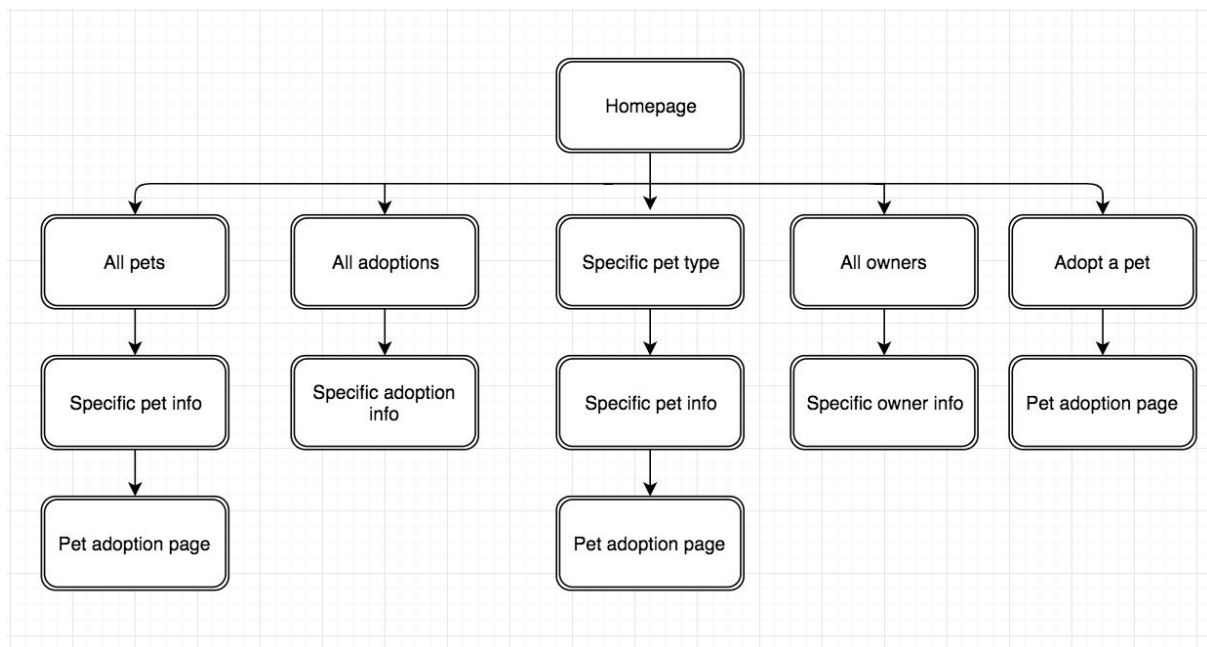 Homepage
All pets
All adoptions
Specific pet type
All owners
Adopt a pet
Specific pet info
Specific adoption
info
Specific pet info
Specific owner info
Pet adoption page
Pet adoption page
Pet adoption page